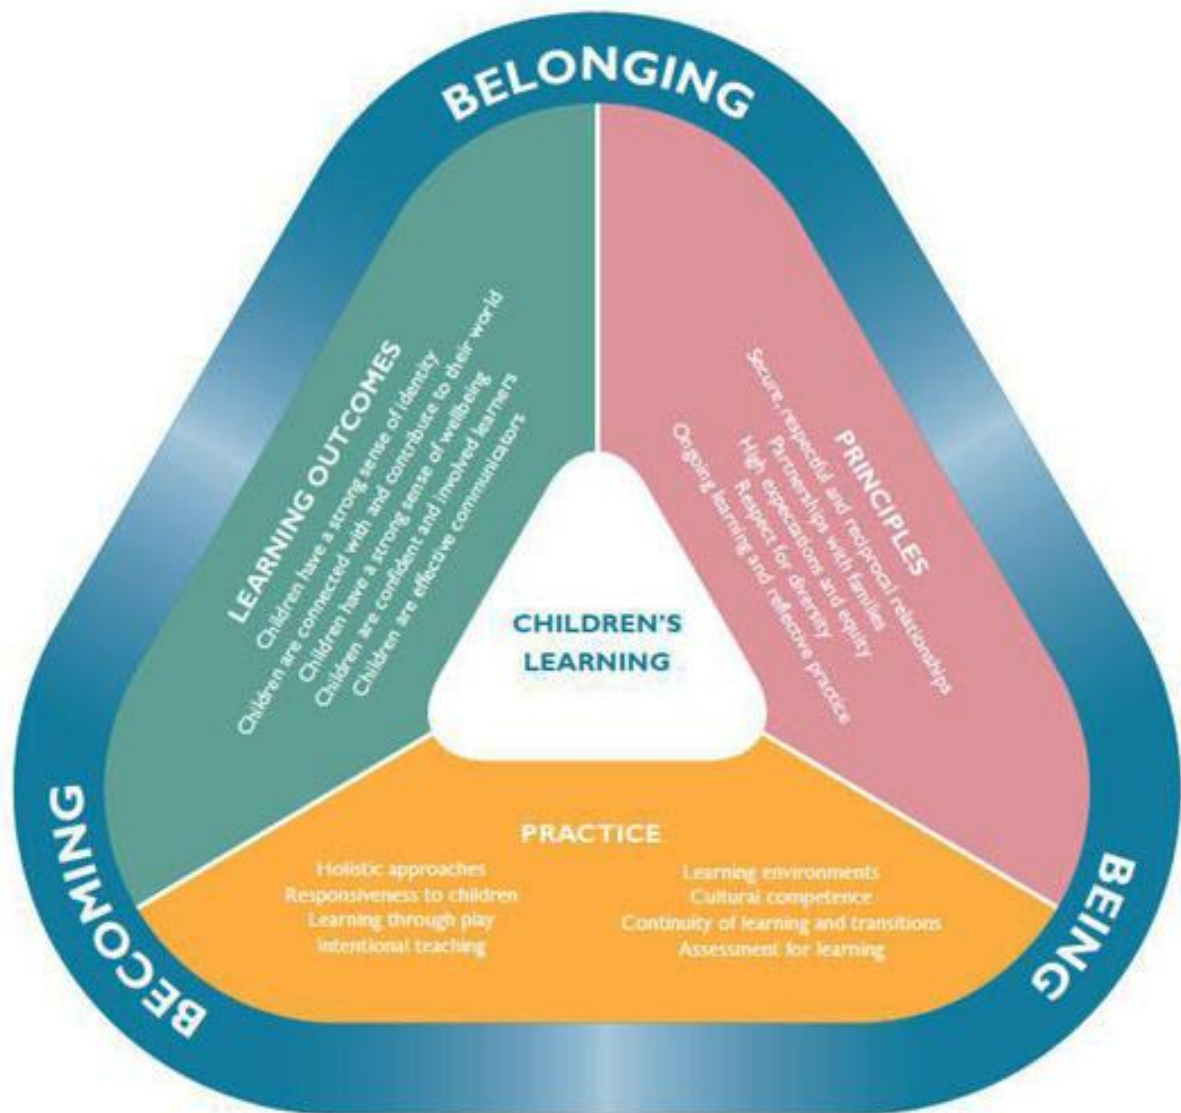 BELONGING
LEARNING OUTCOMES
Children have a strong sense of identity
Children are connected with and contribute to their world
Children have a strong sense of wellbeing
Children are confident and involved learners
Children are effective communicators
PRINCIPLES
Secure, respectful and reciprocal relationships
Partnerships with families
High expectations and equity
Respect for diversity
Ongoing learning and reflective practice
CHILDREN'S
LEARNING
PRACTICE
Holistic approaches
Responsiveness to children
Learning through play
Intentional teaching
Learning environments
Cultural competence
Continuity of learning and transitions
Assessment for learning
BECOMING
BEING